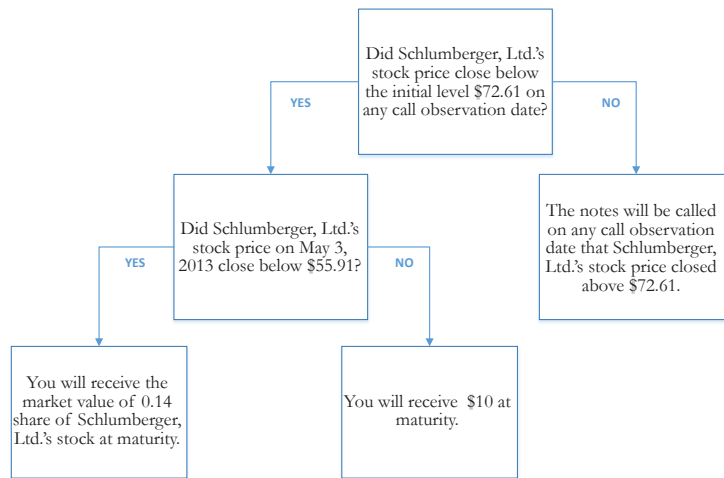 Did Schlumberger, Ltd.'s
stock price close below
the initial level $72.61 on
any call observation date?
YES
NO
Did Schlumberger, Ltd.'s
stock price on May 3,
2013 close below $55.91?
The notes will be called
on any call observation
date that Schlumberger,
Ltd.'s stock price closed
above $72.61.
YES
NO
You will receive the
market value of 0.14
share of Schlumberger,
Ltd.'s stock at maturity.
You will receive $10 at
maturity.